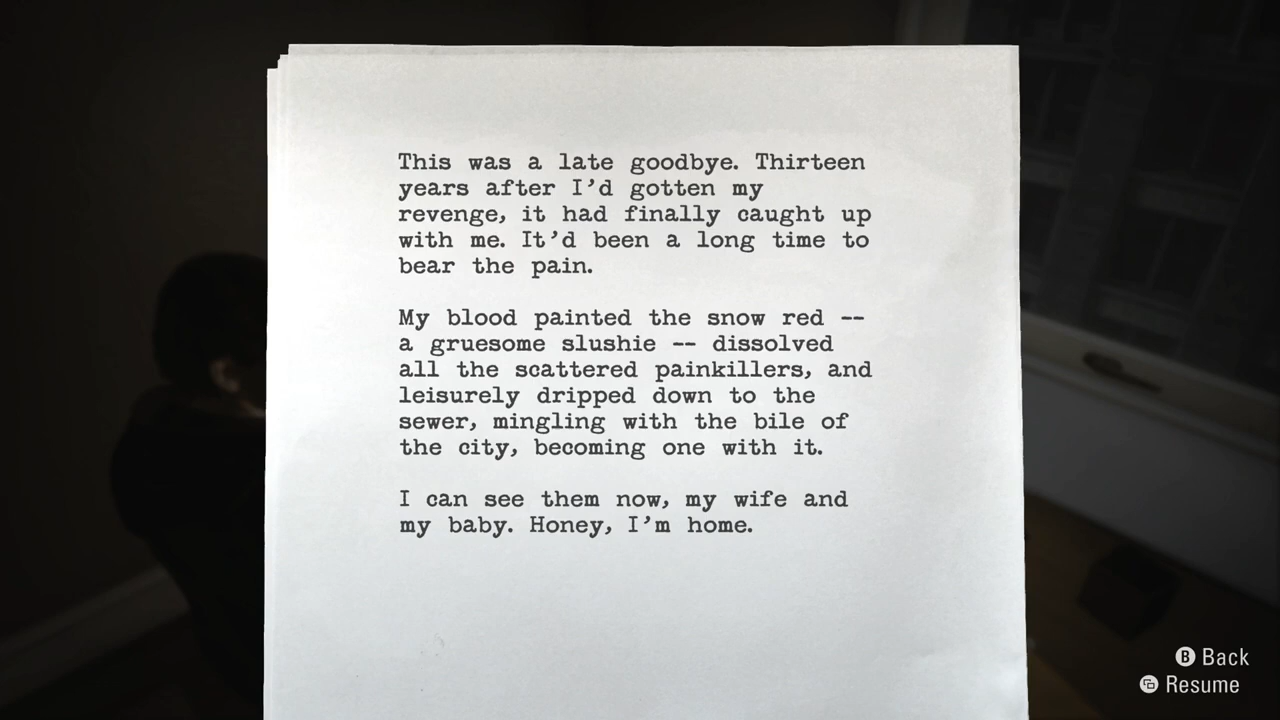 This was a late goodbye. Thirteen
years after I'd gotten my
revenge, it had finally caught up
with me. It'd been a long time to
bear the pain.
My blood painted the snow red --
a gruesome slushie -- dissolved
all the scattered painkillers, and
leisurely dripped down to the
sewer, mingling with the bile of
the city, becoming one with it.
I can see them now, my wife and
my baby. Honey, I'm home.
B Back
Resume